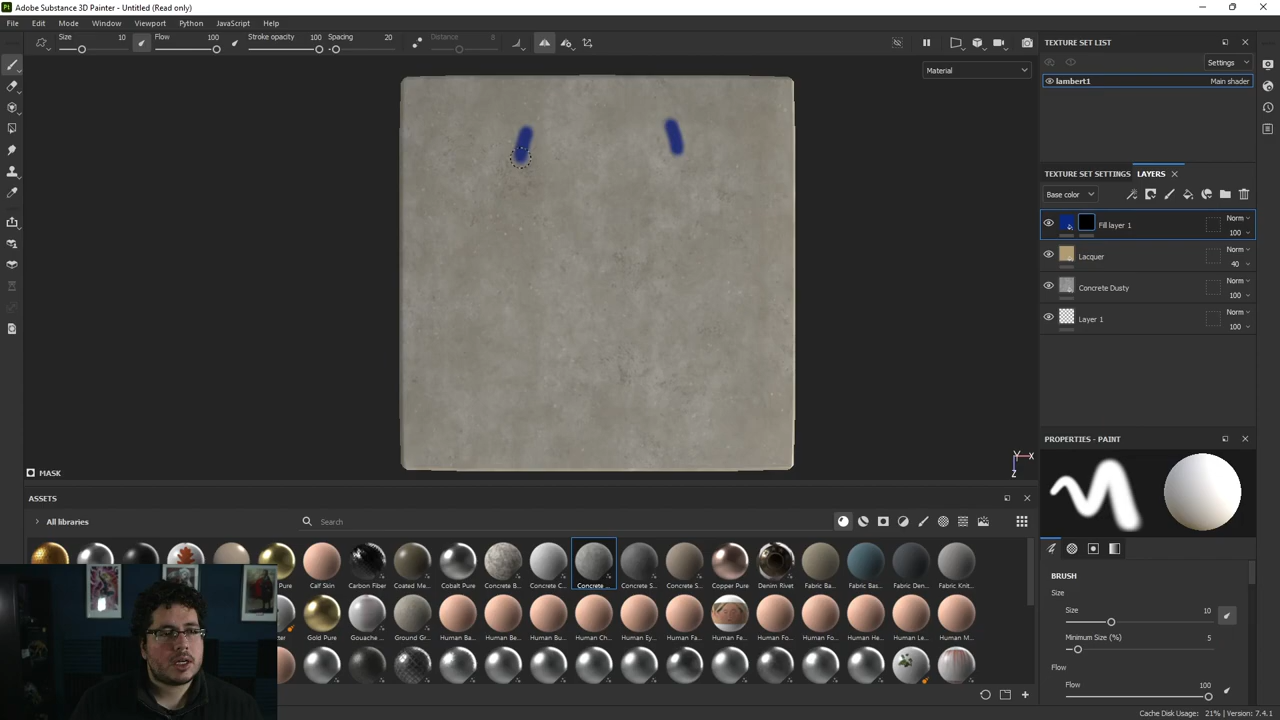 Adobe Substance 3D Painter - Untitled (Read only)
File Edit Mode Window Viewport Python JavaScript Help
Size 10 Flow 100 Stroke opacity 100 Spacing 20 Distance 8
Material
TEXTURE SET LIST
Settings
lambert1 Main shader
TEXTURE SET SETTINGS LAYERS
Base color
Fill layer 1 Norm 100
Lacquer Norm 40
Concrete Dusty Norm 100
Layer 1 Norm 100
Y X
Z
MASK
PROPERTIES - PAINT
BRUSH
Size
Size 10
Minimum Size (%) 5
Flow
Flow 100
ASSETS
All libraries Search
Calf Skin Carbon Fiber Coated Me... Cobalt Pure Concrete B... Concrete C... Concrete ... Concrete S... Concrete S... Copper Pure Denim Rivet Fabric Ba... Fabric Bas... Fabric Den... Fabric Knit...
Gold Pure Gouache ... Ground Gr... Human Ba... Human Be... Human Bu... Human Ch... Human Ey... Human Fa... Human Fe... Human Fo... Human Fo... Human He... Human Le... Human M...
Cache Disk Usage: 21% | Version: 7.4.1